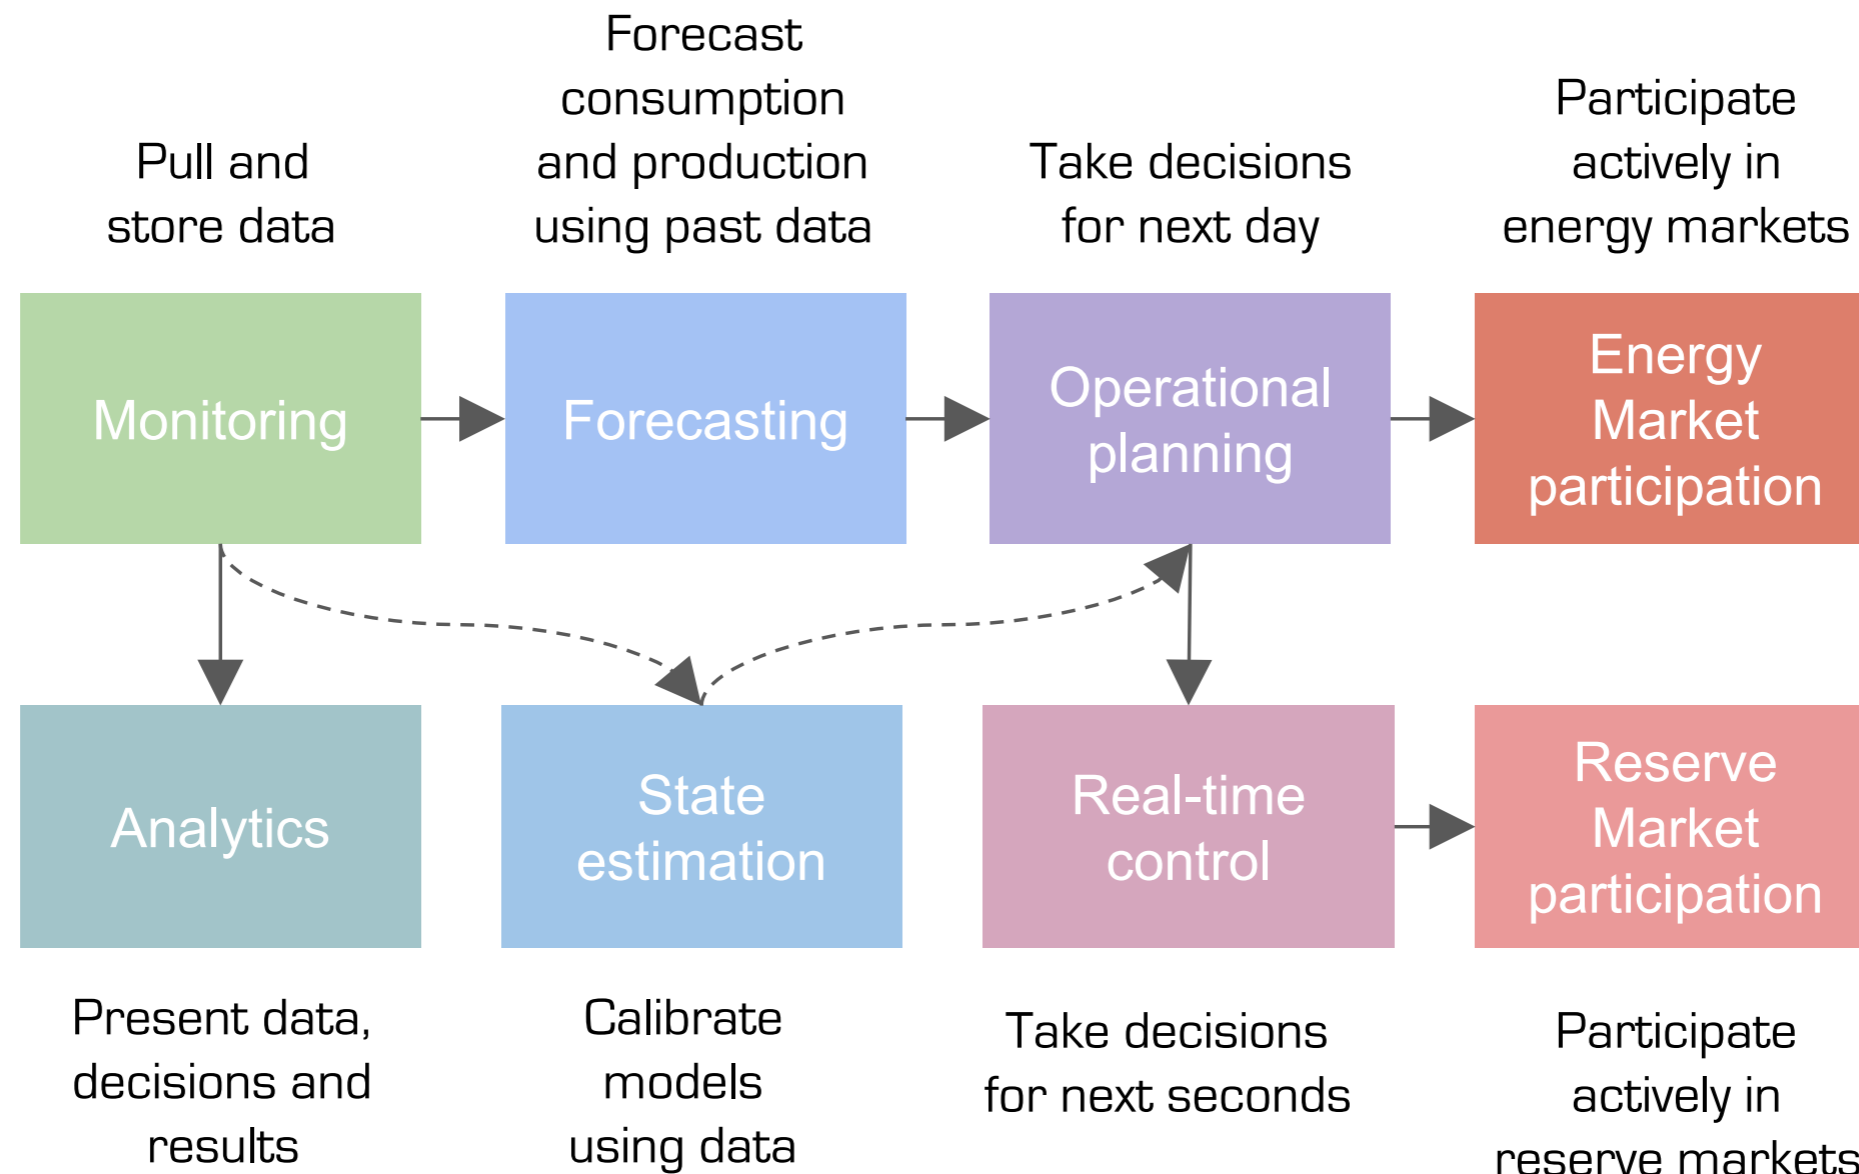 Pull and
store data
Forecast
consumption
and production
using past data
Take decisions
for next day
Participate
actively in
energy markets
Monitoring
Forecasting
Operational
planning
Energy
Market
participation
Analytics
State
estimation
Real-time
control
Reserve
Market
participation
Present data,
decisions and
results
Calibrate
models
using data
Take decisions
for next seconds
Participate
actively in
reserve markets